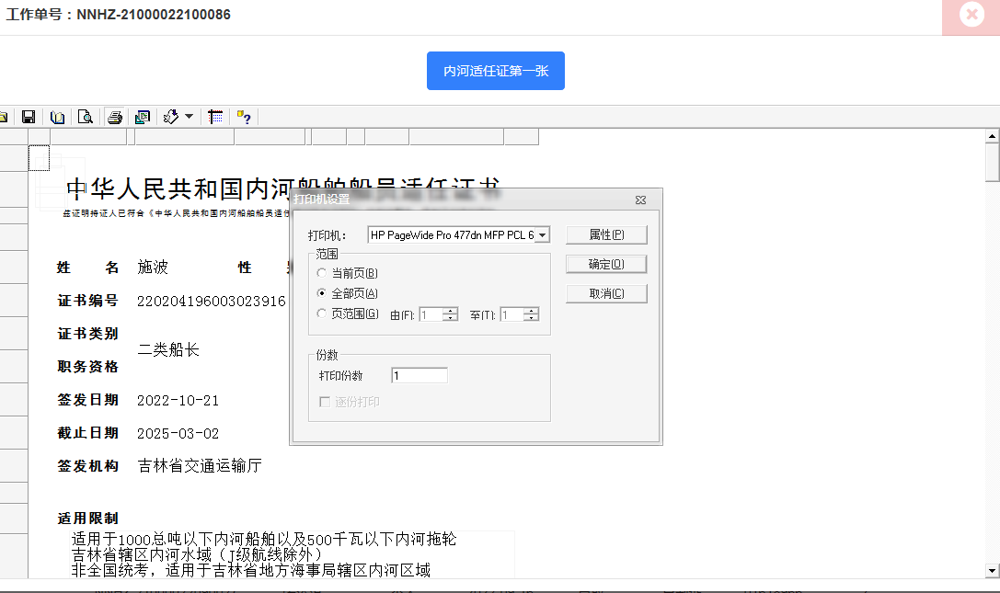 工作单号：NNHZ-21000022100086
内河适任证第一张
中华人民共和国内河船舶船员适任证书
兹证明持证人已符合《中华人民共和国内河船舶船员适任
打印机设置
打印机：
HP PageWide Pro 477dn MFP PCL 6
属性(P)
范围
当前页(B)
确定(O)
全部页(A)
取消(C)
页范围(G) 由(F): 1 至(T): 1
份数
打印份数 1
逐份打印
姓 名 施波 性
证书编号 220204196003023916
证书类别
二类船长
职务资格
签发日期 2022-10-21
截止日期 2025-03-02
签发机构 吉林省交通运输厅
适用限制
适用于1000总吨以下内河船舶以及500千瓦以下内河拖轮
吉林省辖区内河水域（J级航线除外）
非全国统考，适用于吉林省地方海事局辖区内河区域